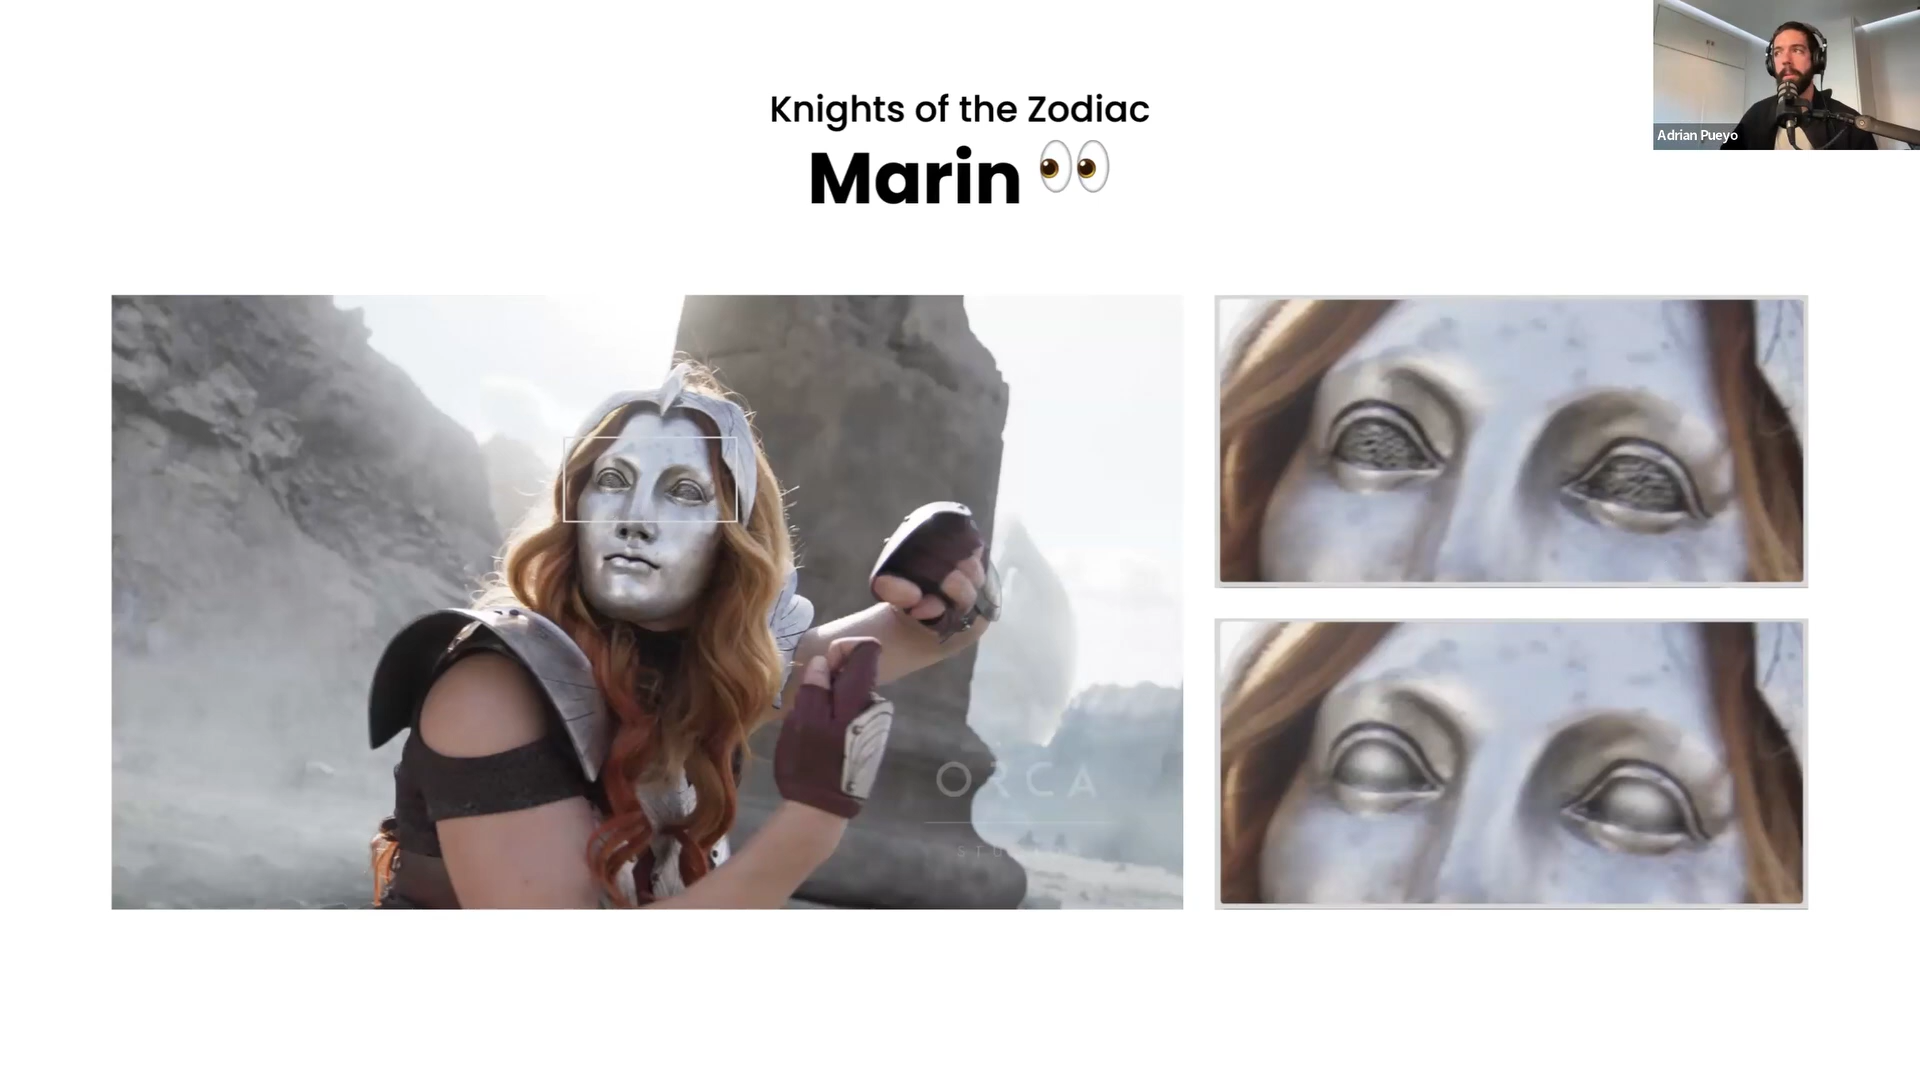 Knights of the Zodiac
Marin 👀
Adrian Pueyo
ORCA